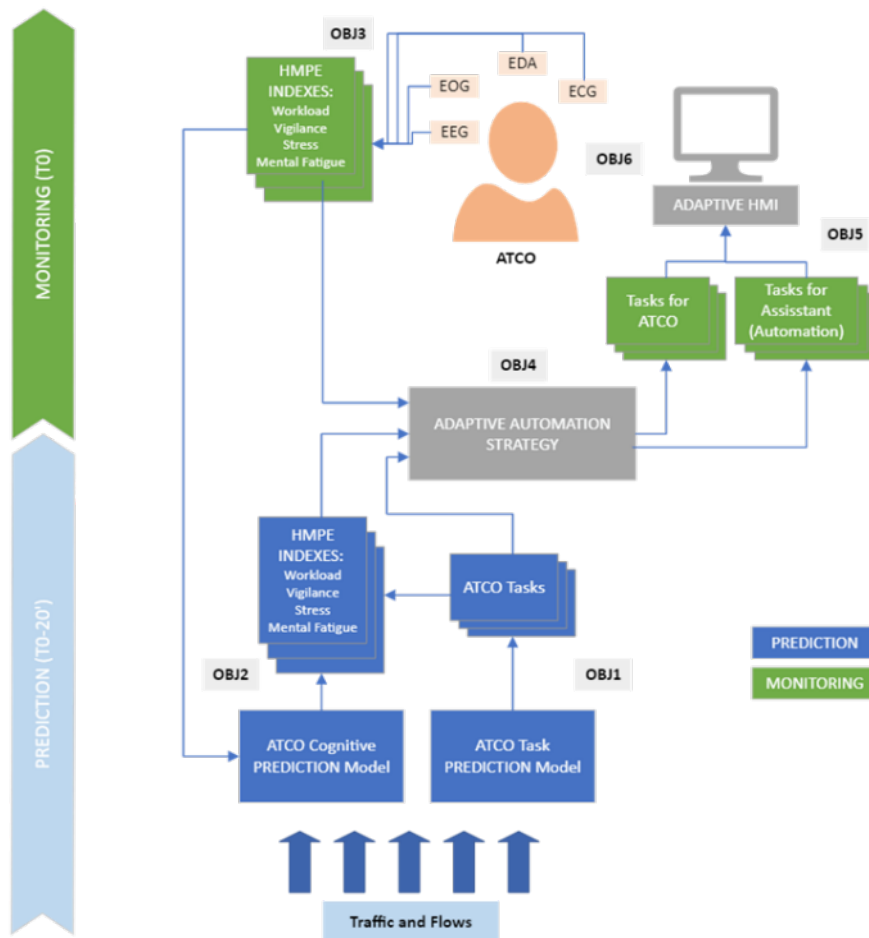 OBJ3
HMPE
INDEXES:
Workload
Vigilance
Stress
Mental Fatigue
EDA
EOG
ECG
EEG
ATCO
OBJ6
ADAPTIVE HMI
OBJ5
Tasks for
ATCO
Tasks for
Assisstant
(Automation)
MONITORING (T0)
OBJ4
ADAPTIVE AUTOMATION
STRATEGY
HMPE
INDEXES:
Workload
Vigilance
Stress
Mental Fatigue
ATCO Tasks
PREDICTION (T0-20')
OBJ2
OBJ1
PREDICTION
MONITORING
ATCO Cognitive
PREDICTION Model
ATCO Task
PREDICTION Model
Traffic and Flows